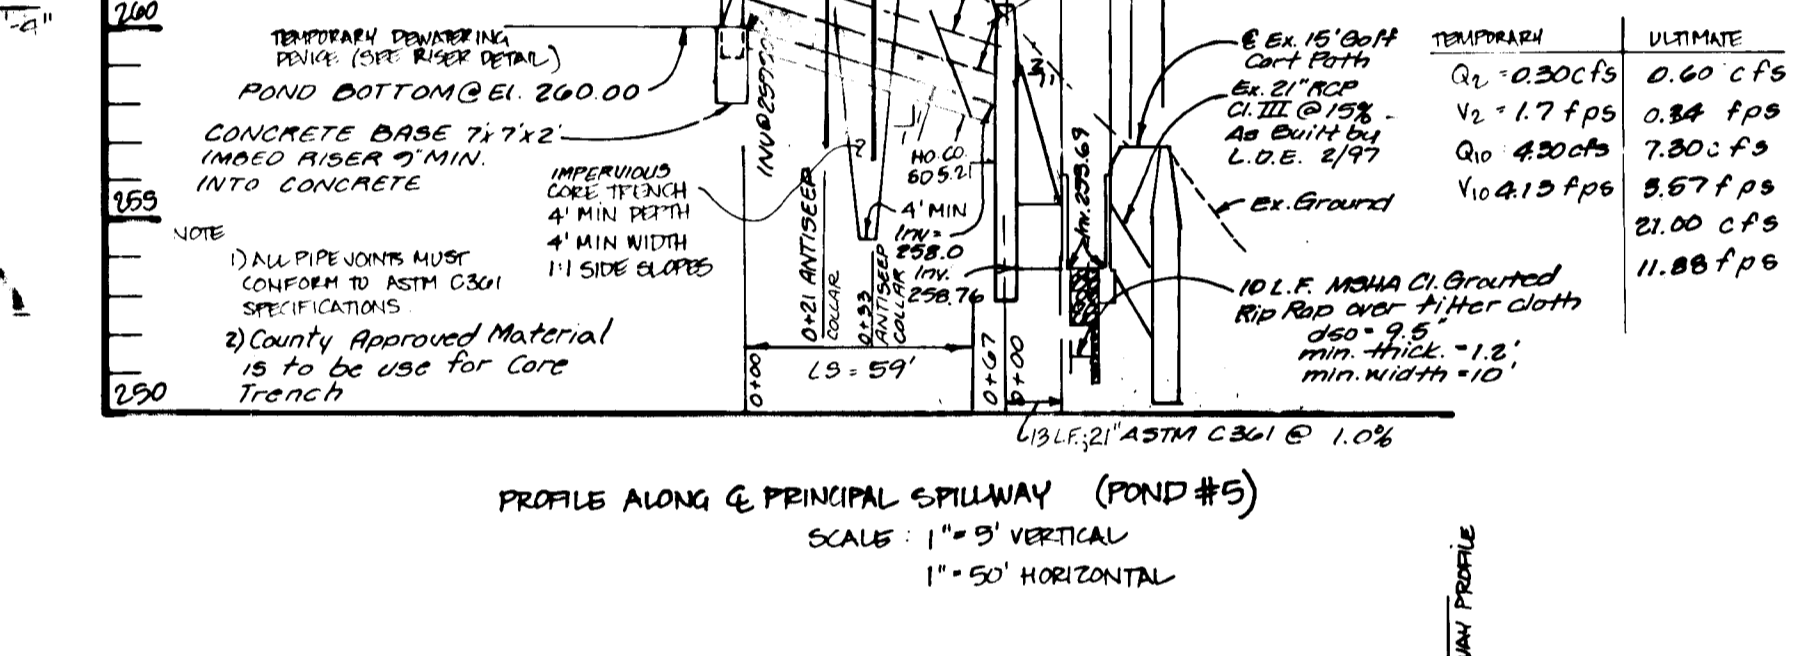 -9"
260
TEMPORARY DEWATERING
DEVICE (SEE RISER DETAIL)
POND BOTTOM @ El. 260.00
CONCRETE BASE 7'x7'x2'
IMBED RISER 9" MIN.
INTO CONCRETE
IMPERVIOUS
CORE TRENCH
4' MIN DEPTH
4' MIN WIDTH
1:1 SIDE SLOPES
255
NOTE
1) ALL PIPE JOINTS MUST
CONFORM TO ASTM C361
SPECIFICATIONS
2) County Approved Material
is to be use for Core
Trench
250
0+00
0+21 ANTISEEP
COLLAR
0+33
ANTISEEP
COLLAR
LS = 59'
HO. CO.
SD 5.21
4' MIN
Inv =
258.0
Inv.
258.76
0+67
0+00
13 L.F.; 21" ASTM C361 @ 1.0%
℄ Ex. 15' Golf
Cart Path
Ex. 21" RCP
Cl. III @ 15%
As Built by
L.D.E. 2/97
Ex. Ground
10 L.F. MSHA Cl. Grouted
Rip Rap over filter cloth
d50 = 9.5"
min. thick. = 1.2'
min. width = 10'
TEMPORARY ULTIMATE
Q2 = 0.30 cfs 0.60 cfs
V2 = 1.7 fps fps
Q10 4.30 cfs 7.30 cfs
V10 4.13 fps 3.57 fps
21.00 cfs
11.88 fps
PROFILE ALONG ℄ PRINCIPAL SPILLWAY (POND #5)
SCALE: 1" = 5' VERTICAL
1" = 50' HORIZONTAL
PROFILE